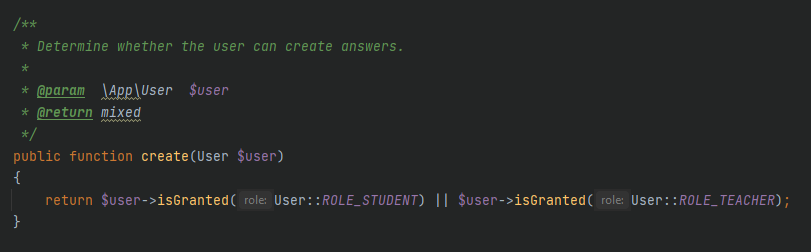 /**
 * Determine whether the user can create answers.
 *
 * @param  \App\User  $user
 * @return mixed
 */
public function create(User $user)
{
    return $user->isGranted( role: User::ROLE_STUDENT) || $user->isGranted( role: User::ROLE_TEACHER);
}